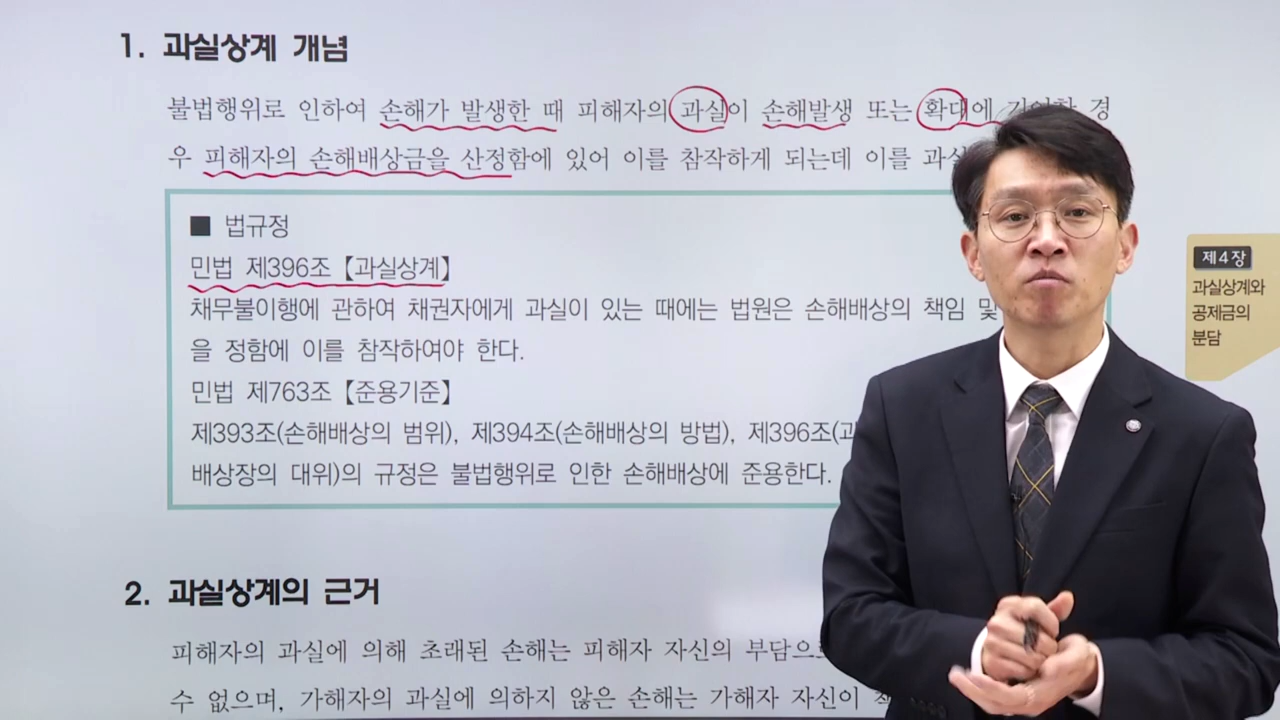 1. 과실상계 개념
불법행위로 인하여 손해가 발생한 때 피해자의 과실이 손해발생 또는 확대에 기여한 경
우 피해자의 손해배상금을 산정함에 있어 이를 참작하게 되는데 이를
■ 법규정
민법 제396조 【과실상계】
채무불이행에 관하여 채권자에게 과실이 있는 때에는 법원은 손해배상의 책임 및
을 정함에 이를 참작하여야 한다.
민법 제763조 【준용기준】
제393조(손해배상의 범위), 제394조(손해배상의 방법), 제396조
배상장의 대위)의 규정은 불법행위로 인한 손해배상에 준용한다.
제4장
과실상계와
공제금의
분담
2. 과실상계의 근거
피해자의 과실에 의해 초래된 손해는 피해자 자신의
수 없으며, 가해자의 과실에 의하지 않은 손해는 가해자 자신이